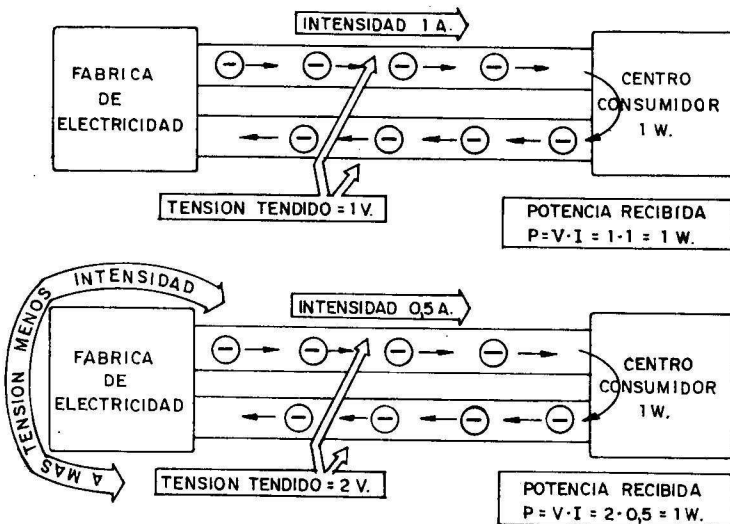 INTENSIDAD 1 A.
FABRICA
DE
ELECTRICIDAD
CENTRO
CONSUMIDOR
1 W.
TENSION TENDIDO = 1 V.
POTENCIA RECIBIDA
P = V · I = 1 · 1 = 1 W.
A MAS TENSION MENOS INTENSIDAD
INTENSIDAD 0,5 A.
FABRICA
DE
ELECTRICIDAD
CENTRO
CONSUMIDOR
1 W.
TENSION TENDIDO = 2 V.
POTENCIA RECIBIDA
P = V · I = 2 · 0,5 = 1 W.